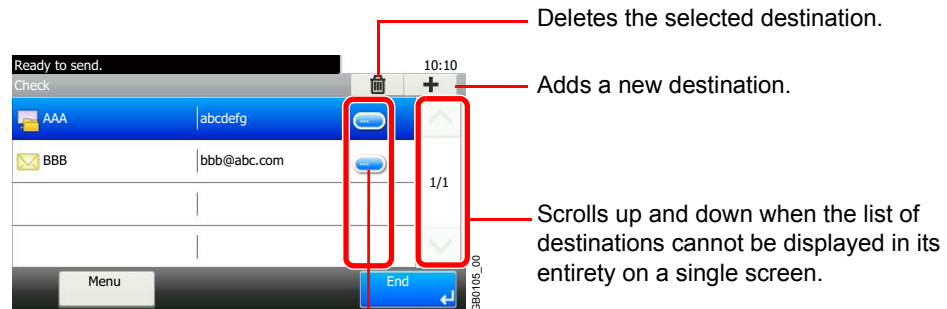 Deletes the selected destination.
Ready to send.
10:10
Check
Adds a new destination.
AAA
abcdefg
BBB
bbb@abc.com
1/1
Scrolls up and down when the list of
destinations cannot be displayed in its
entirety on a single screen.
Menu
End
GB0105_00